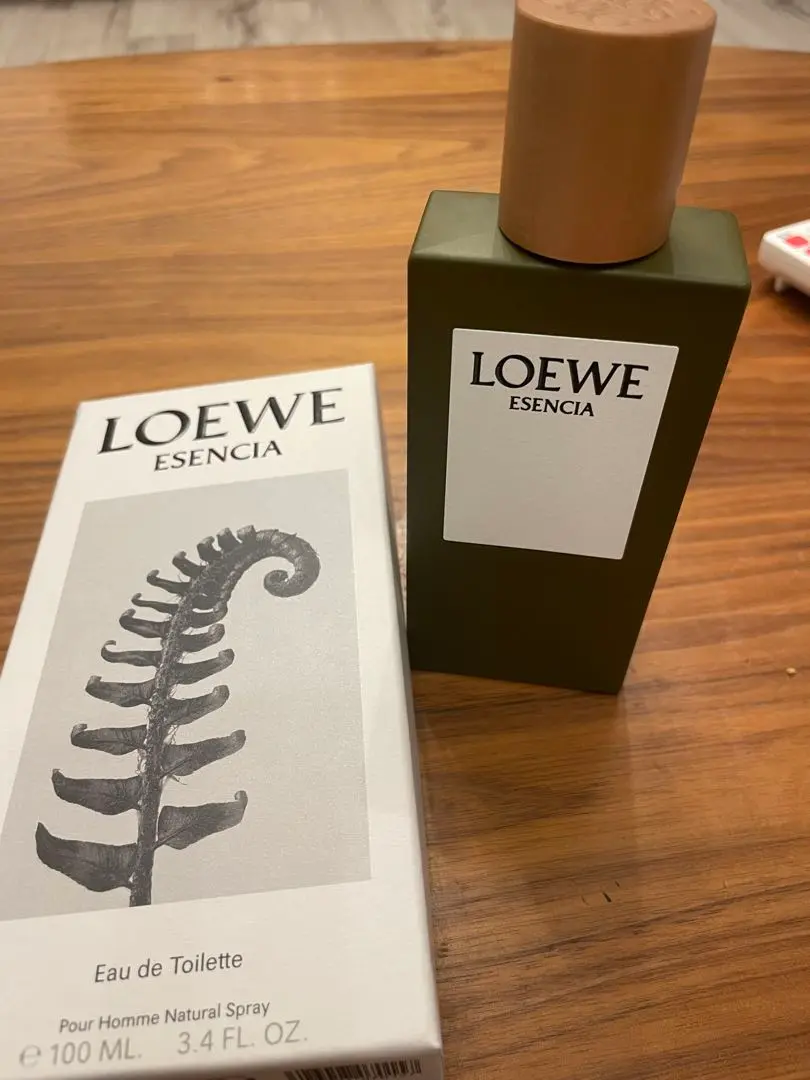 LOEWE
ESENCIA
Eau de Toilette
Pour Homme Natural Spray
℮ 100 ML. 3.4 FL. OZ.
LOEWE
ESENCIA